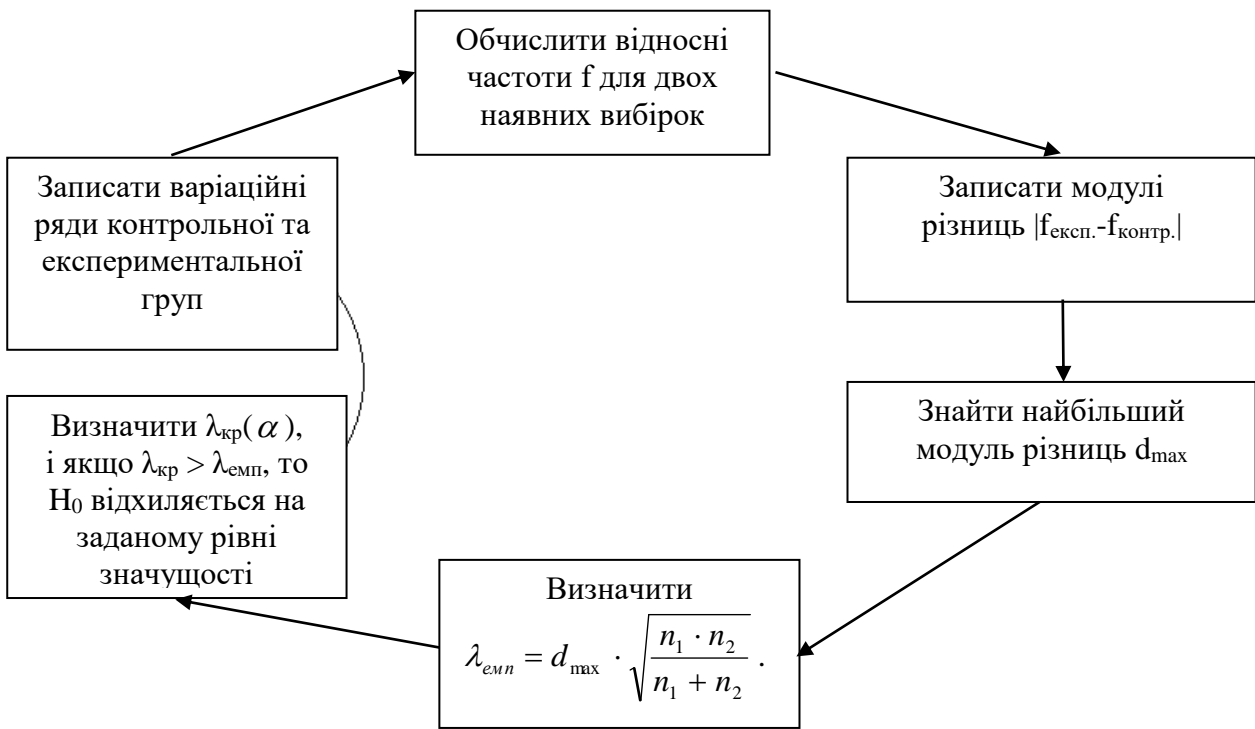 Обчислити відносні
частоти f для двох
наявних вибірок
Записати варіаційні
ряди контрольної та
експериментальної
груп
Записати модулі
різниць |fексп.-fконтр.|
Знайти найбільший
модуль різниць dmax
Визначити λкр(α),
і якщо λкр > λемп, то
H0 відхиляється на
заданому рівні
значущості
Визначити
λемп = dmax · √(n1 · n2 / n1 + n2) .